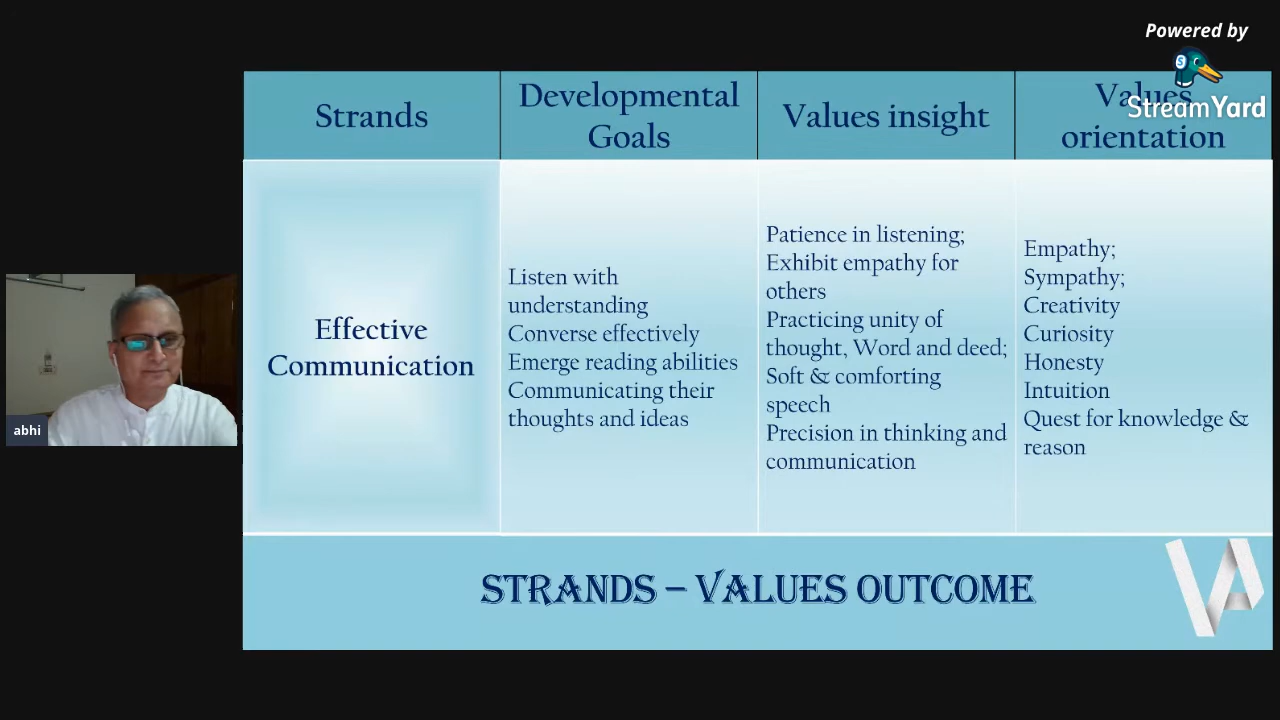 Powered by
StreamYard
Strands
Developmental
Goals
Values insight
Values
orientation
Effective
Communication
Listen with
understanding
Converse effectively
Emerge reading abilities
Communicating their
thoughts and ideas
Patience in listening;
Exhibit empathy for
others
Practicing unity of
thought, Word and deed;
Soft & comforting
speech
Precision in thinking and
communication
Empathy;
Sympathy;
Creativity
Curiosity
Honesty
Intuition
Quest for knowledge &
reason
abhi
STRANDS – VALUES OUTCOME
VA